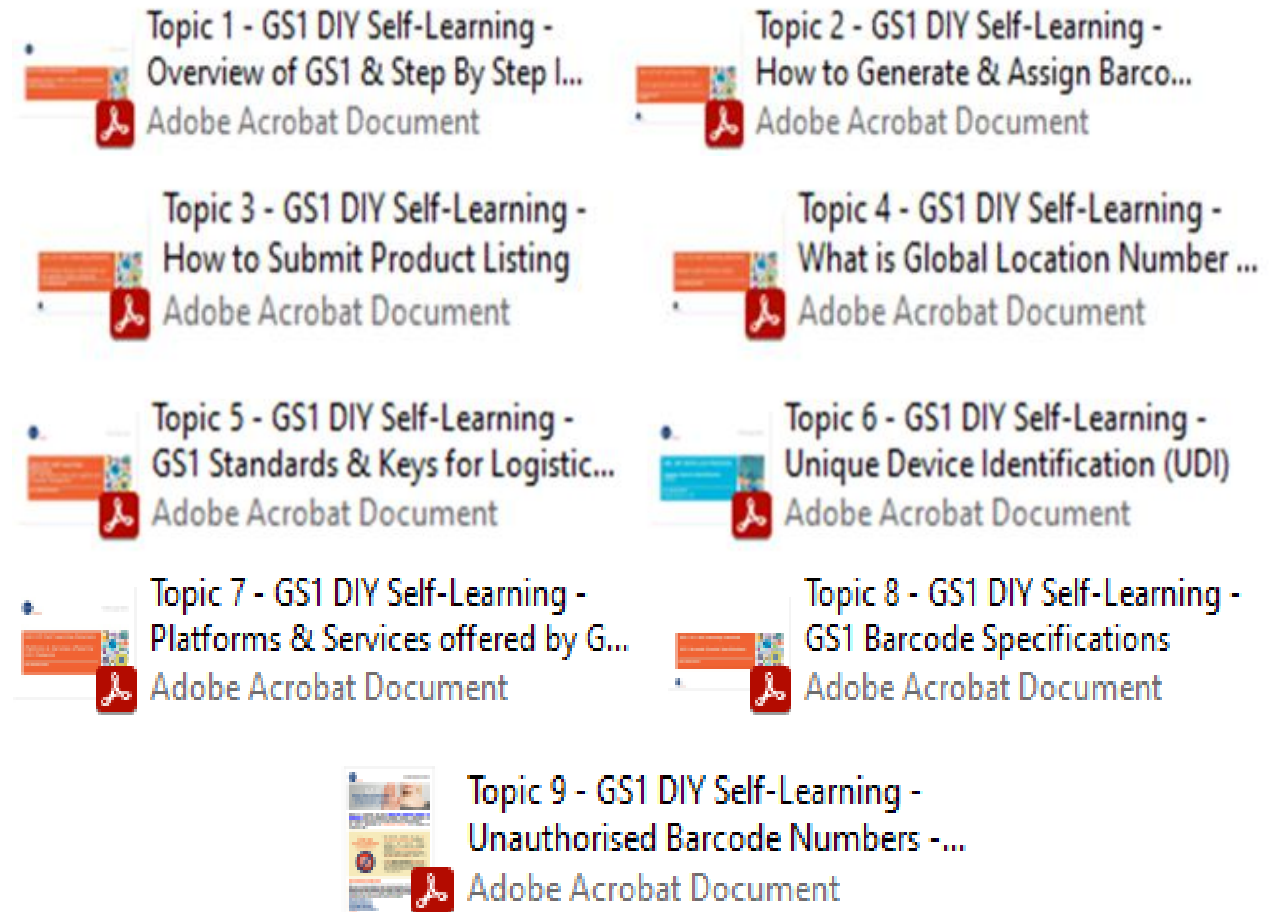 Topic 1 - GS1 DIY Self-Learning -
Overview of GS1 & Step By Step I...
Adobe Acrobat Document
Topic 2 - GS1 DIY Self-Learning -
How to Generate & Assign Barco...
Adobe Acrobat Document
Topic 3 - GS1 DIY Self-Learning -
How to Submit Product Listing
Adobe Acrobat Document
Topic 4 - GS1 DIY Self-Learning -
What is Global Location Number ...
Adobe Acrobat Document
Topic 5 - GS1 DIY Self-Learning -
GS1 Standards & Keys for Logistic...
Adobe Acrobat Document
Topic 6 - GS1 DIY Self-Learning -
Unique Device Identification (UDI)
Adobe Acrobat Document
Topic 7 - GS1 DIY Self-Learning -
Platforms & Services offered by G...
Adobe Acrobat Document
Topic 8 - GS1 DIY Self-Learning -
GS1 Barcode Specifications
Adobe Acrobat Document
Topic 9 - GS1 DIY Self-Learning -
Unauthorised Barcode Numbers -...
Adobe Acrobat Document